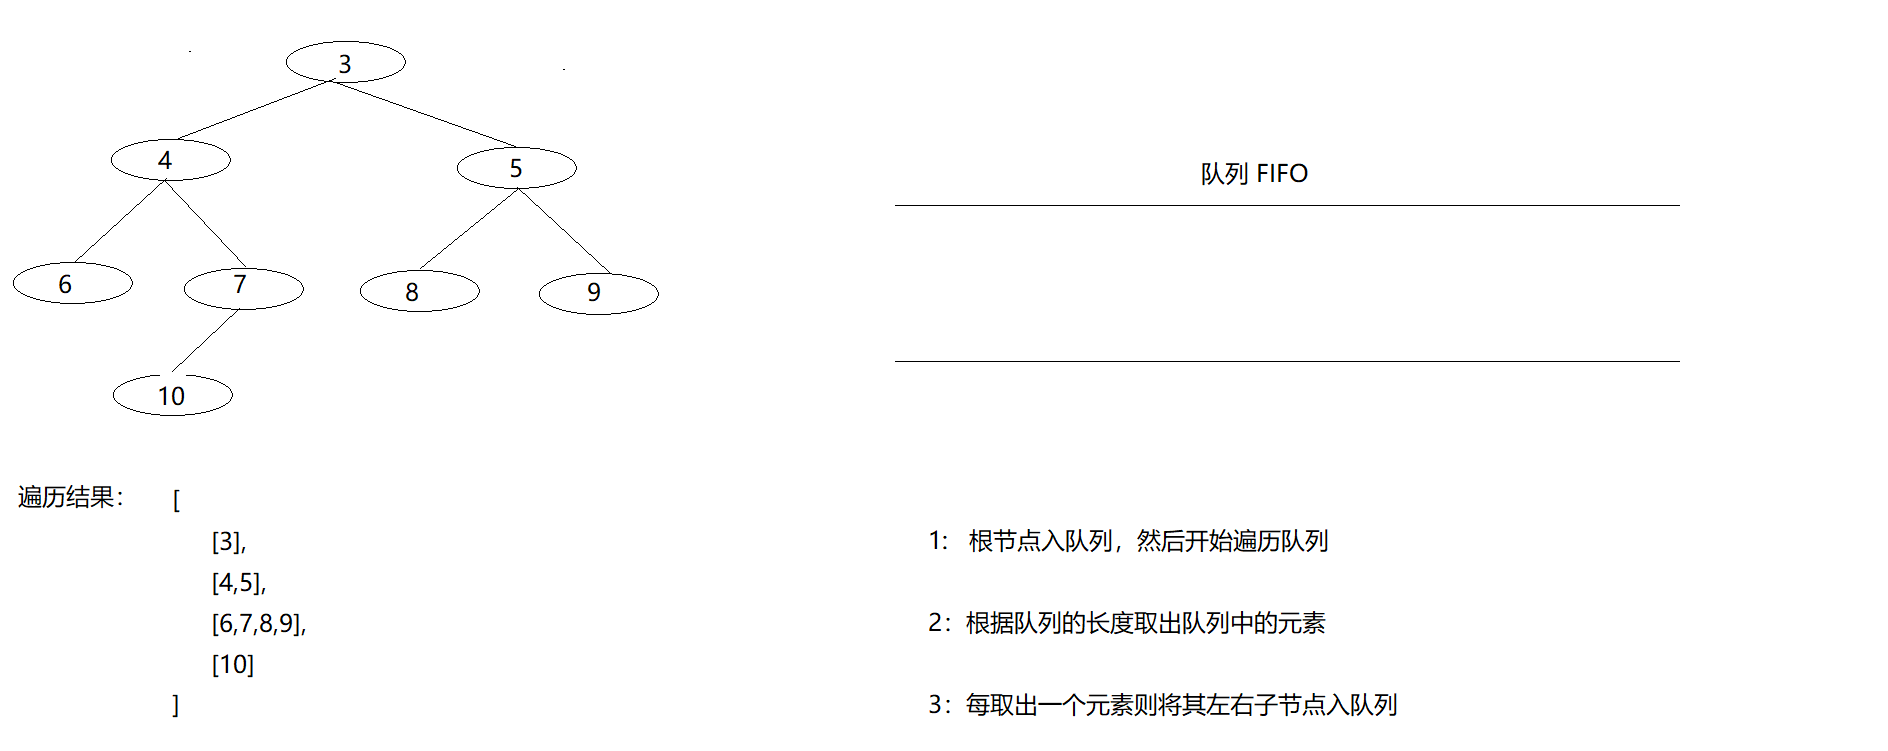 3
4
5
6
7
8
9
10
队列 FIFO
遍历结果：
[
[3],
[4,5],
[6,7,8,9],
[10]
]
1： 根节点入队列，然后开始遍历队列
2：根据队列的长度取出队列中的元素
3：每取出一个元素则将其左右子节点入队列